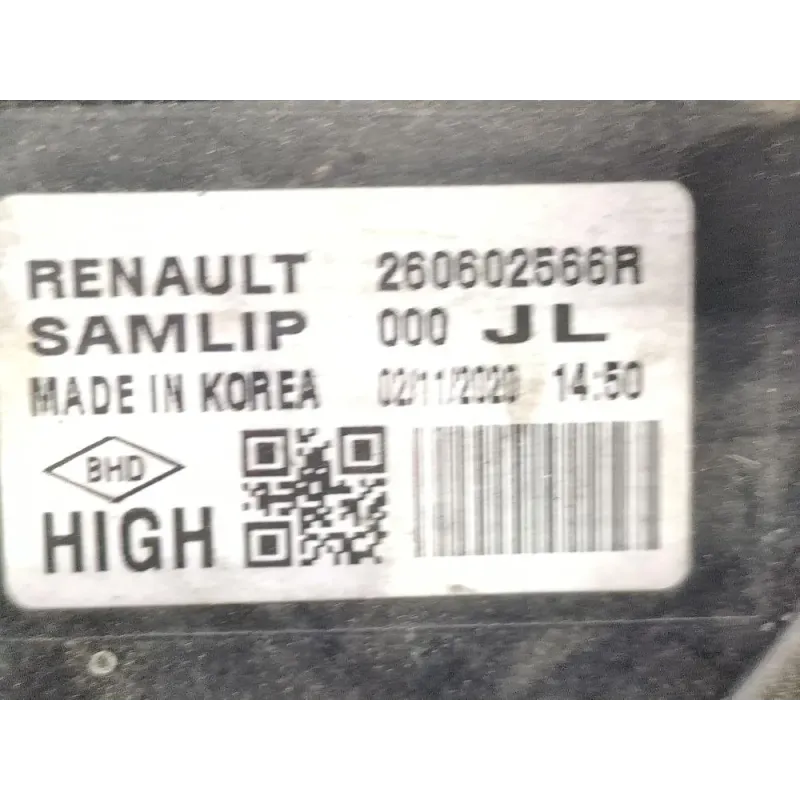 RENAULT 260602566R
SAMLIP 000 JL
MADE IN KOREA 02/11/2020 14:50
BHD
HIGH